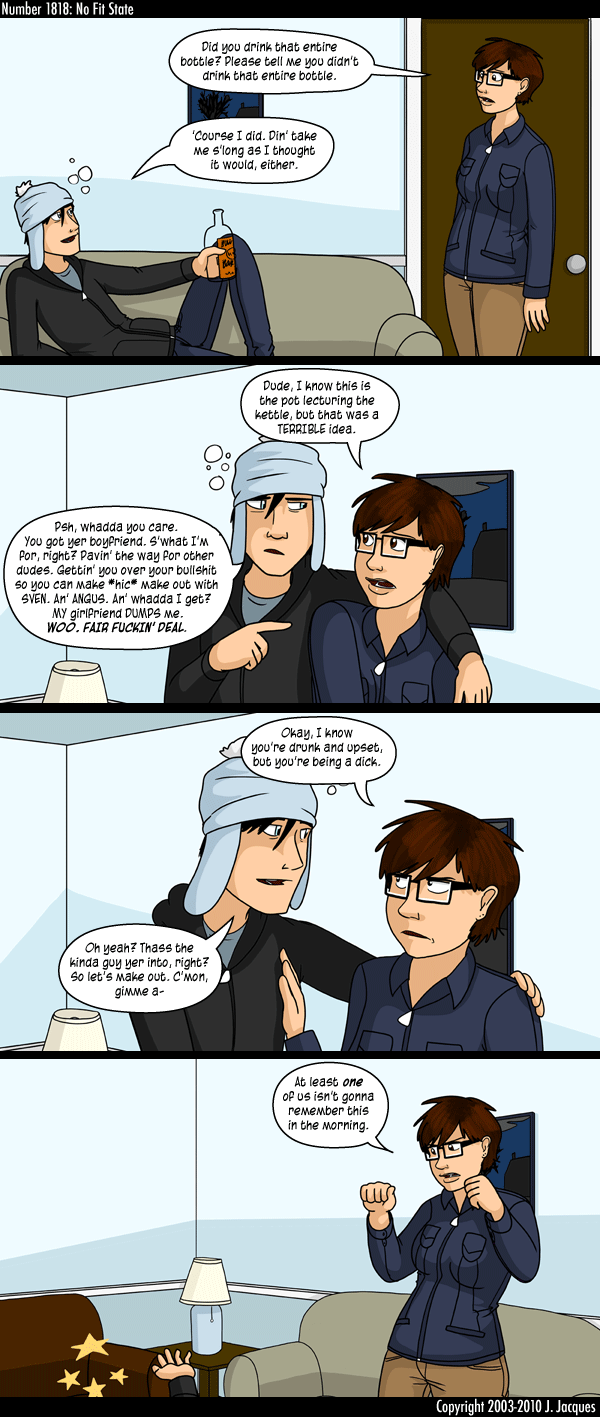 Number 1818: No Fit State
Did you drink that entire
bottle? Please tell me you didn't
drink that entire bottle.
'Course I did. Din' take
me s'long as I thought
it would, either.
Dude, I know this is
the pot lecturing the
kettle, but that was a
TERRIBLE idea.
Psh, whadda you care.
You got yer boyfriend. S'what I'm
for, right? Pavin' the way for other
dudes. Gettin' you over your bullshit
so you can make *hic* make out with
SVEN. An' ANGUS. An' whadda I get?
MY girlfriend DUMPS me.
WOO. FAIR FUCKIN' DEAL.
Okay, I know
you're drunk and upset,
but you're being a dick.
Oh yeah? Thass the
kinda guy yer into, right?
So let's make out. C'mon,
gimme a-
At least one
of us isn't gonna
remember this
in the morning.
Copyright 2003-2010 J. Jacques